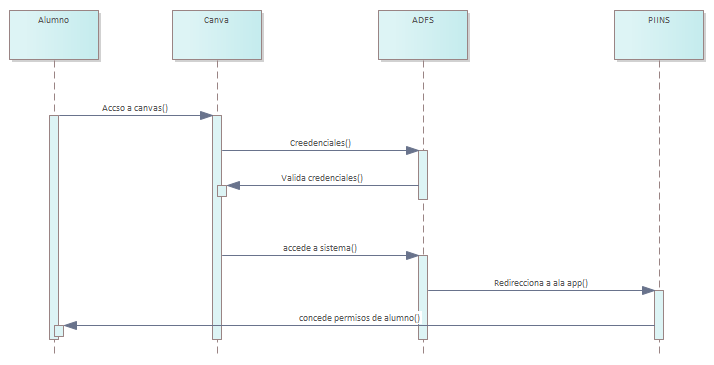 Alumno
Canva
ADFS
PIINS
Accso a canvas()
Creedenciales()
Valida credenciales()
accede a sistema()
Redirecciona a ala app()
concede permisos de alumno()